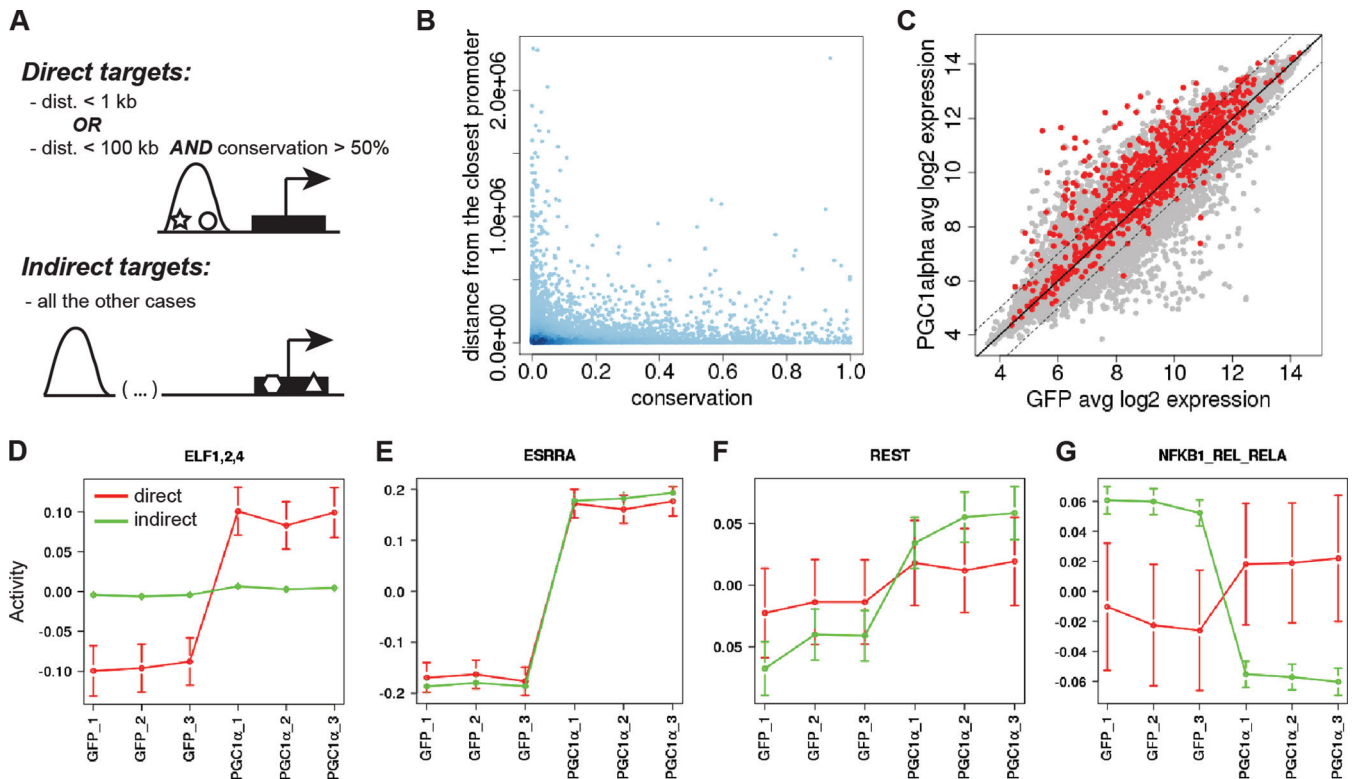 A
Direct targets:
- dist. < 1 kb
OR
- dist. < 100 kb AND conservation > 50%
Indirect targets:
- all the other cases
( ... )
B
distance from the closest promoter
0.0e+00 1.0e+06 2.0e+06
0.0 0.2 0.4 0.6 0.8 1.0
conservation
C
PGC1alpha avg log2 expression
14
12
10
8
6
4
4 6 8 10 12 14
GFP avg log2 expression
D
ELF1,2,4
direct
indirect
Activity
0.10
0.05
0.00
-0.05
-0.10
GFP_1
GFP_2
GFP_3
PGC1α_1
PGC1α_2
PGC1α_3
E
ESRRA
0.2
0.1
0.0
-0.1
-0.2
GFP_1
GFP_2
GFP_3
PGC1α_1
PGC1α_2
PGC1α_3
F
REST
0.05
0.00
0.05
GFP_1
GFP_2
GFP_3
PGC1α_1
PGC1α_2
PGC1α_3
G
NFKB1_REL_RELA
0.06
0.04
0.02
0.00
-0.02
-0.04
-0.06
GFP_1
GFP_2
GFP_3
PGC1α_1
PGC1α_2
PGC1α_3